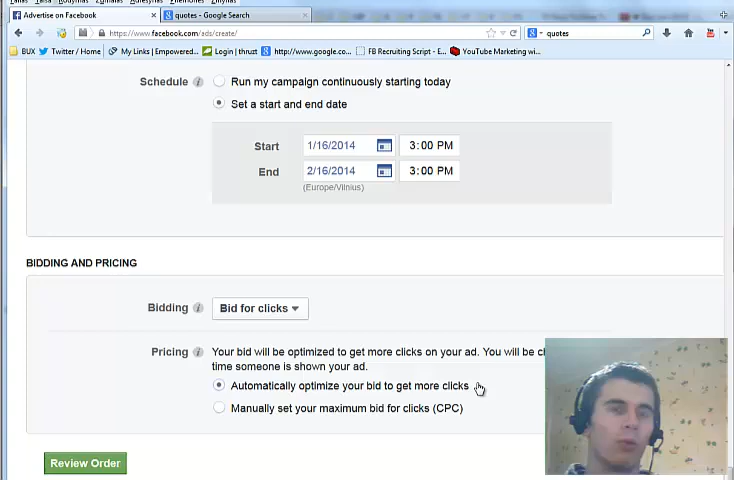 Advertise on Facebook × quotes - Google Search ×
https://www.facebook.com/ads/create/ quotes
BUX Twitter / Home My Links | Empowered... Login | thruzt http://www.google.co... FB Recruiting Script - E... YouTube Marketing wi...
Schedule Run my campaign continuously starting today
Set a start and end date
Start 1/16/2014 3:00 PM
End 2/16/2014 3:00 PM
(Europe/Vilnius)
BIDDING AND PRICING
Bidding Bid for clicks
Pricing Your bid will be optimized to get more clicks on your ad. You will be
time someone is shown your ad.
Automatically optimize your bid to get more clicks
Manually set your maximum bid for clicks (CPC)
Review Order